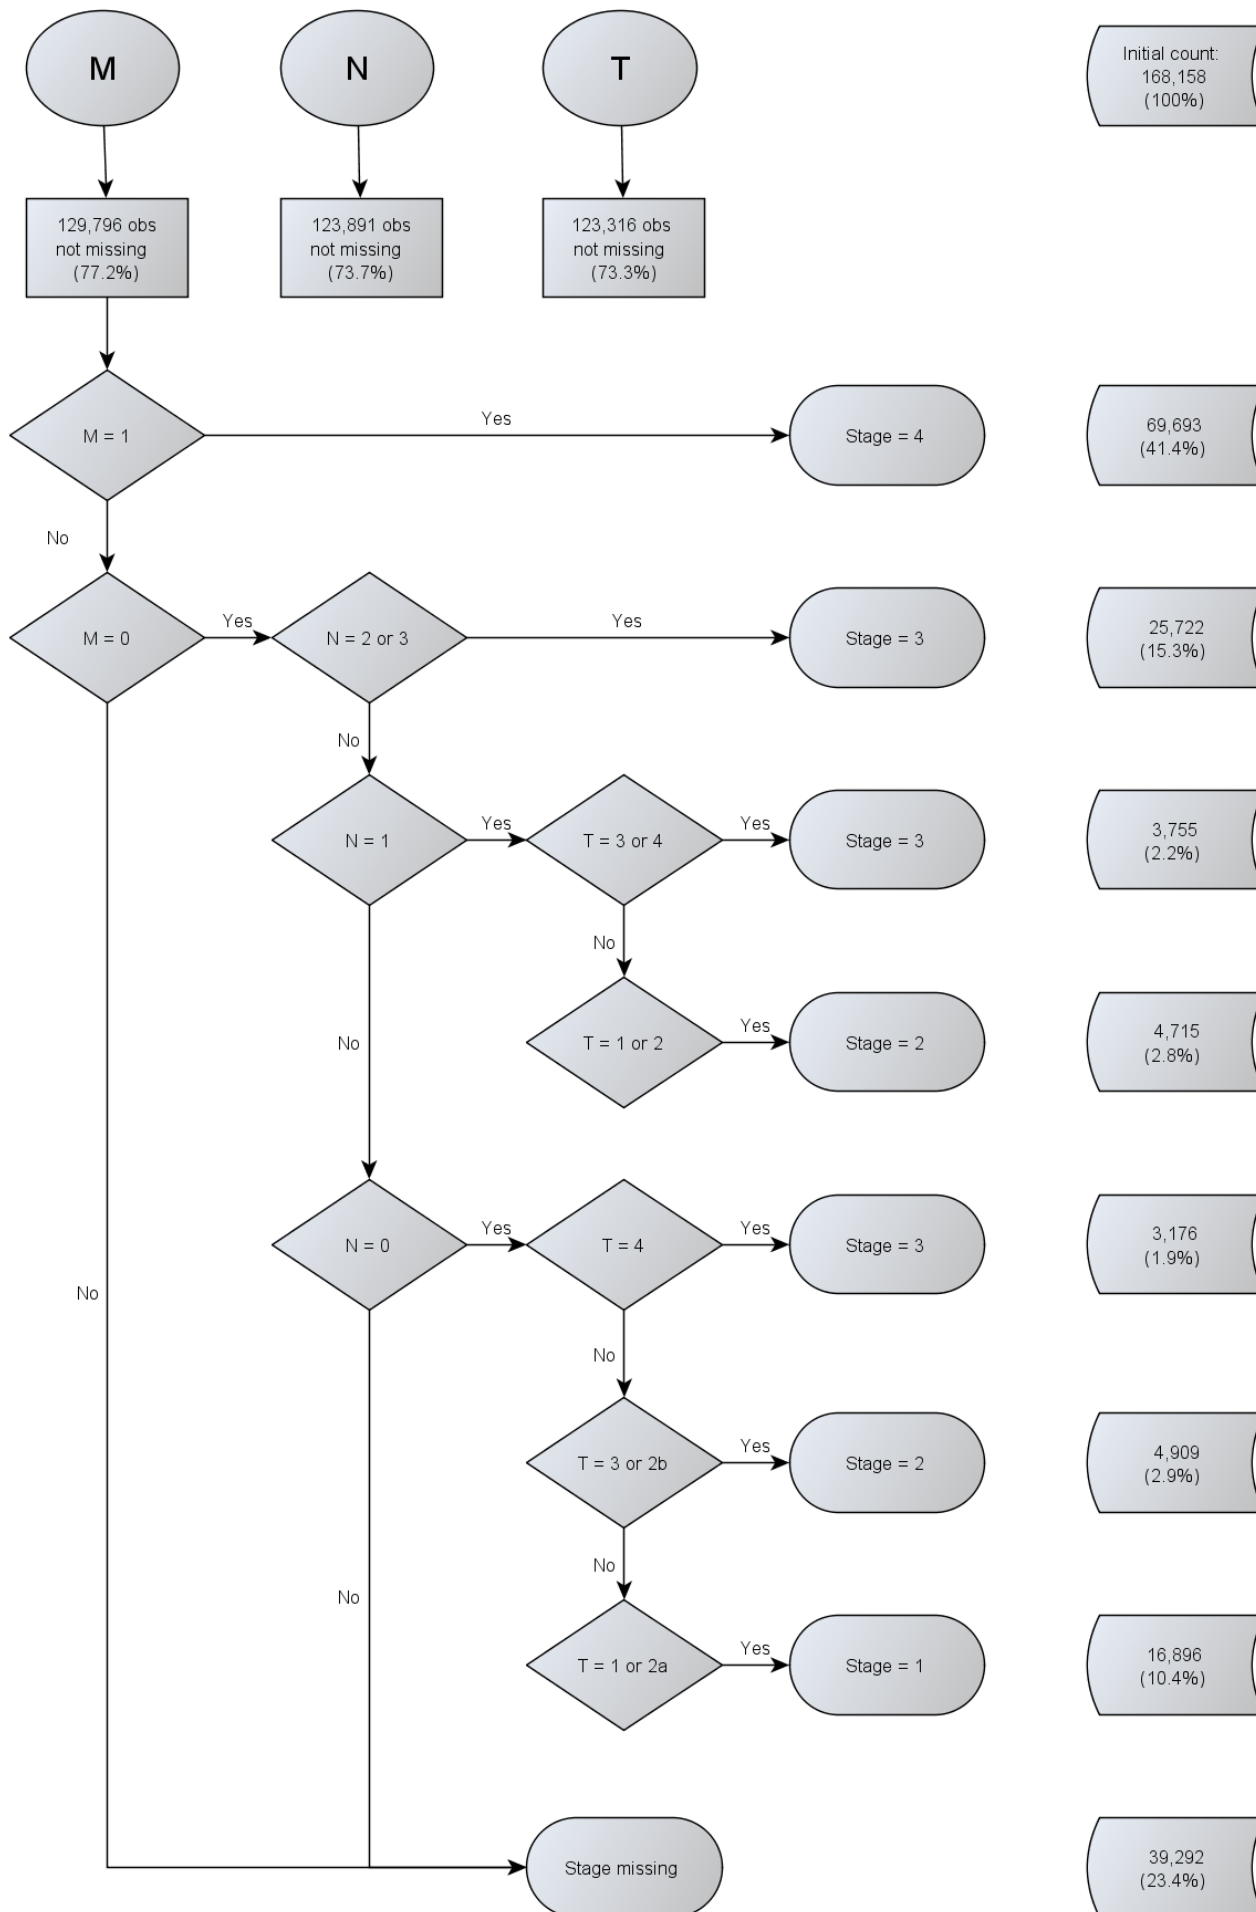 M
N
T
Initial count:
168,158
(100%)
129,796 obs
not missing
(77.2%)
123,891 obs
not missing
(73.7%)
123,316 obs
not missing
(73.3%)
M = 1
Yes
Stage = 4
69,693
(41.4%)
No
M = 0
Yes
N = 2 or 3
Yes
Stage = 3
25,722
(15.3%)
No
N = 1
Yes
T = 3 or 4
Yes
Stage = 3
3,755
(2.2%)
No
No
T = 1 or 2
Yes
Stage = 2
4,715
(2.8%)
N = 0
Yes
T = 4
Yes
Stage = 3
3,176
(1.9%)
No
No
T = 3 or 2b
Yes
Stage = 2
4,909
(2.9%)
No
No
T = 1 or 2a
Yes
Stage = 1
16,896
(10.4%)
Stage missing
39,292
(23.4%)